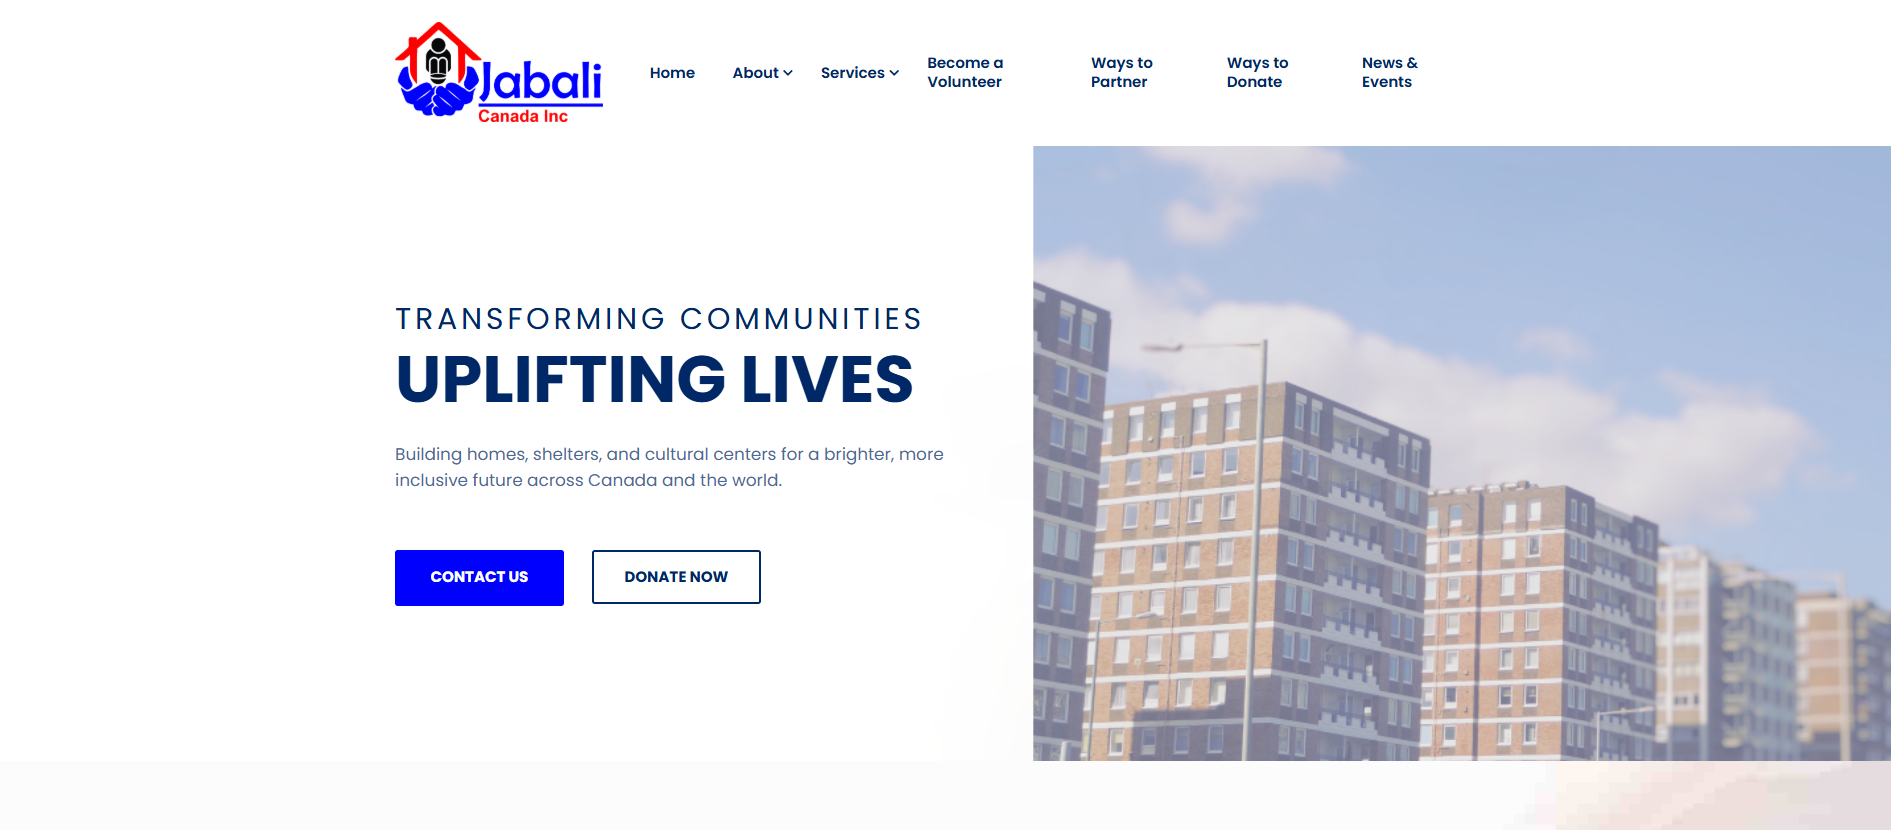 Jabali
Canada Inc
Home
About
Services
Become a
Volunteer
Ways to
Partner
Ways to
Donate
News &
Events
TRANSFORMING COMMUNITIES
UPLIFTING LIVES
Building homes, shelters, and cultural centers for a brighter, more
inclusive future across Canada and the world.
CONTACT US
DONATE NOW